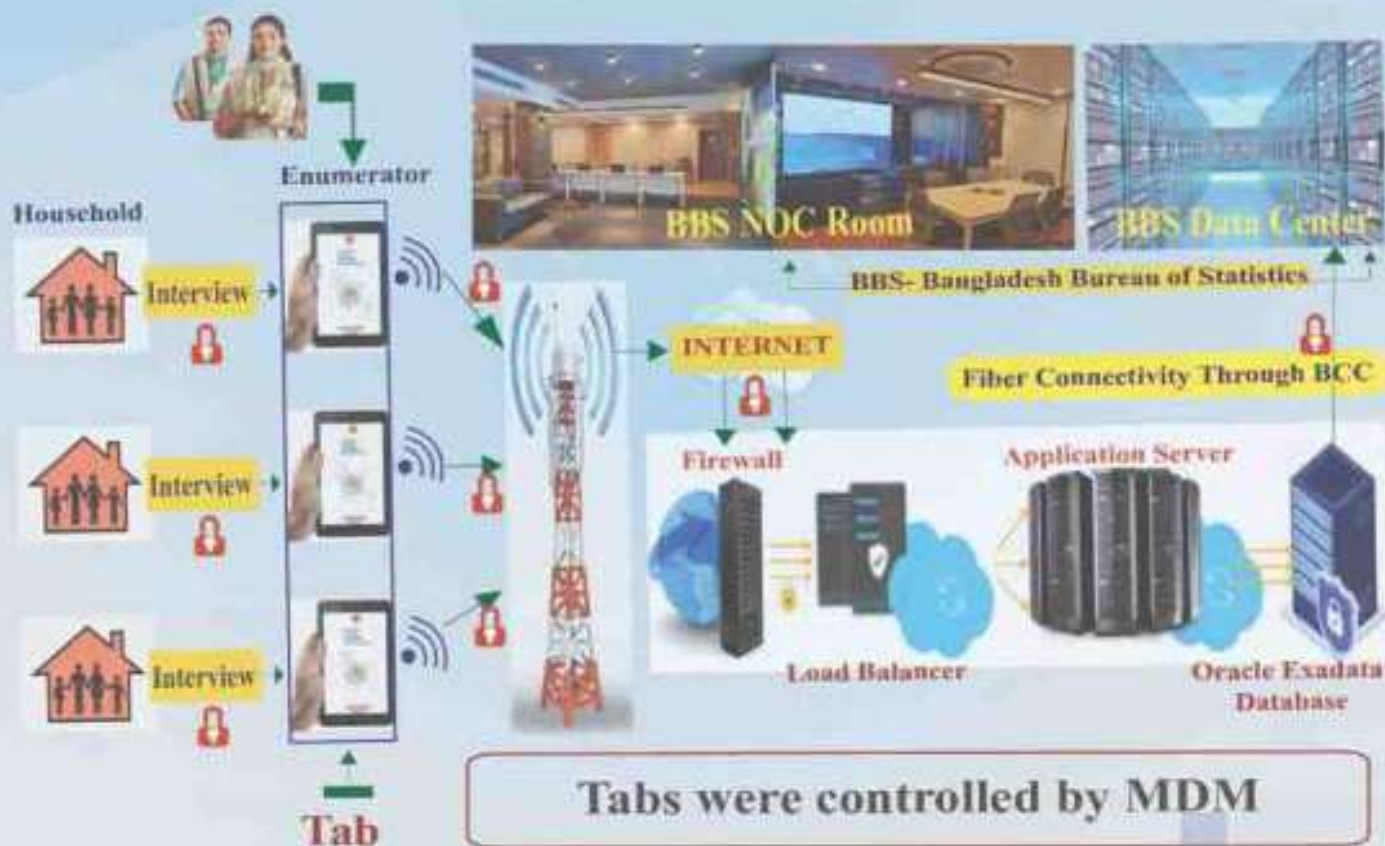 Enumerator
Household
Interview
Interview
Interview
Tab
BBS NOC Room
BBS Data Center
BBS- Bangladesh Bureau of Statistics
INTERNET
Fiber Connectivity Through BCC
Firewall
Application Server
Load Balancer
Oracle Exadata
Database
Tabs were controlled by MDM